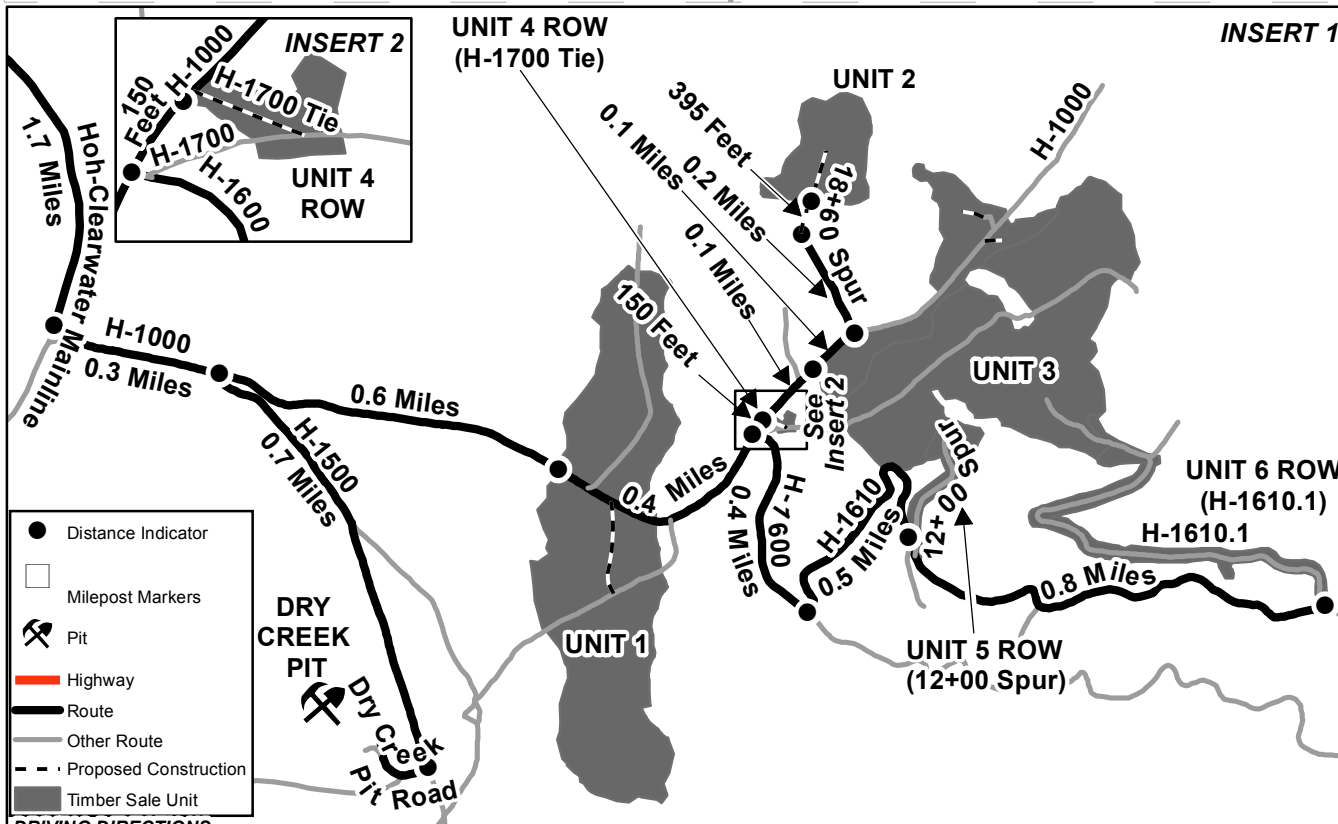 INSERT 2
H-1000
150
Feet
H-1700 Tie
H-1700
H-1600
UNIT 4
ROW
UNIT 4 ROW
(H-1700 Tie)
INSERT 1
UNIT 2
H-1000
395 Feet
0.1 Miles
0.2 Miles
18+60 Spur
0.1 Miles
150 Feet
1.7 Miles
Hoh-Clearwater Mainline
H-1000
0.3 Miles
0.6 Miles
H-1500
0.7 Miles
0.4 Miles
See
Insert 2
UNIT 3
H-1600
0.4 Miles
H-1610
0.5 Miles
12+00 Spur
UNIT 6 ROW
(H-1610.1)
H-1610.1
0.8 Miles
UNIT 5 ROW
(12+00 Spur)
UNIT 1
DRY
CREEK
PIT
Dry Creek
Pit Road
Distance Indicator
Milepost Markers
Pit
Highway
Route
Other Route
Proposed Construction
Timber Sale Unit
DRIVING DIRECTIONS